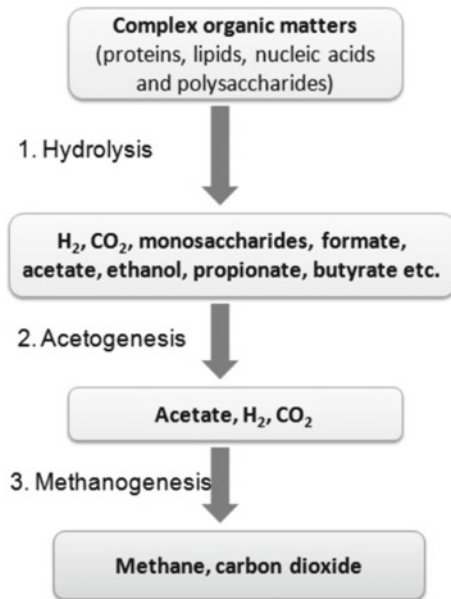 Complex organic matters
(proteins, lipids, nucleic acids
and polysaccharides)
1. Hydrolysis
H₂, CO₂, monosaccharides, formate,
acetate, ethanol, propionate, butyrate etc.
2. Acetogenesis
Acetate, H₂, CO₂
3. Methanogenesis
Methane, carbon dioxide